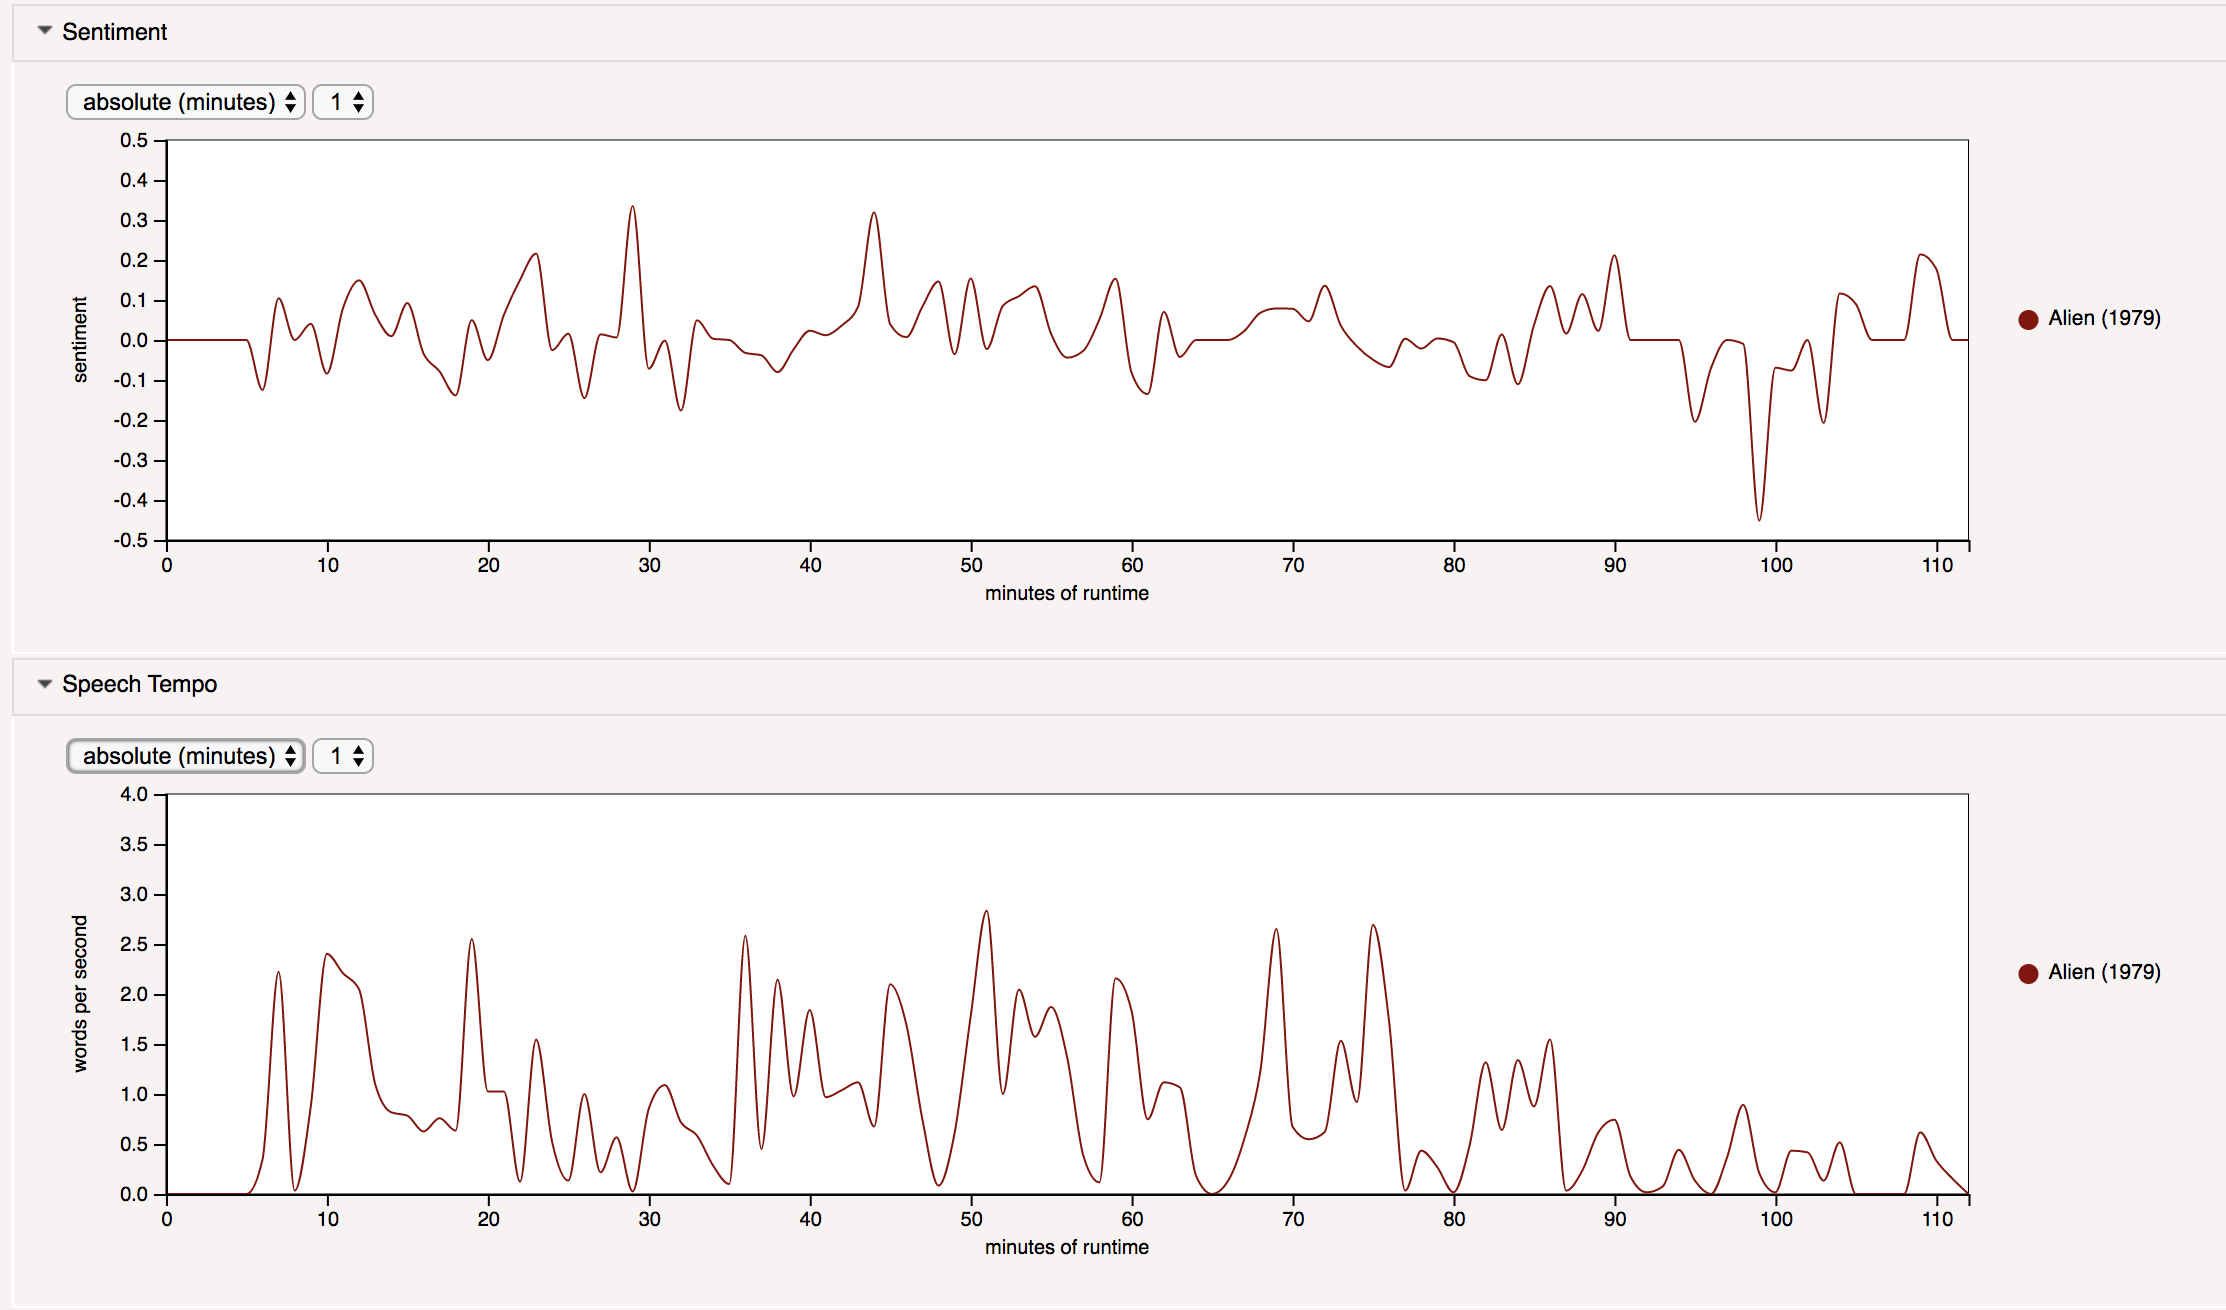 Sentiment
absolute (minutes) 1
0.5
0.4
0.3
0.2
0.1
0.0
-0.1
-0.2
-0.3
-0.4
-0.5
sentiment
0 10 20 30 40 50 60 70 80 90 100 110
minutes of runtime
Alien (1979)
Speech Tempo
absolute (minutes) 1
4.0
3.5
3.0
2.5
2.0
1.5
1.0
0.5
0.0
words per second
0 10 20 30 40 50 60 70 80 90 100 110
minutes of runtime
Alien (1979)